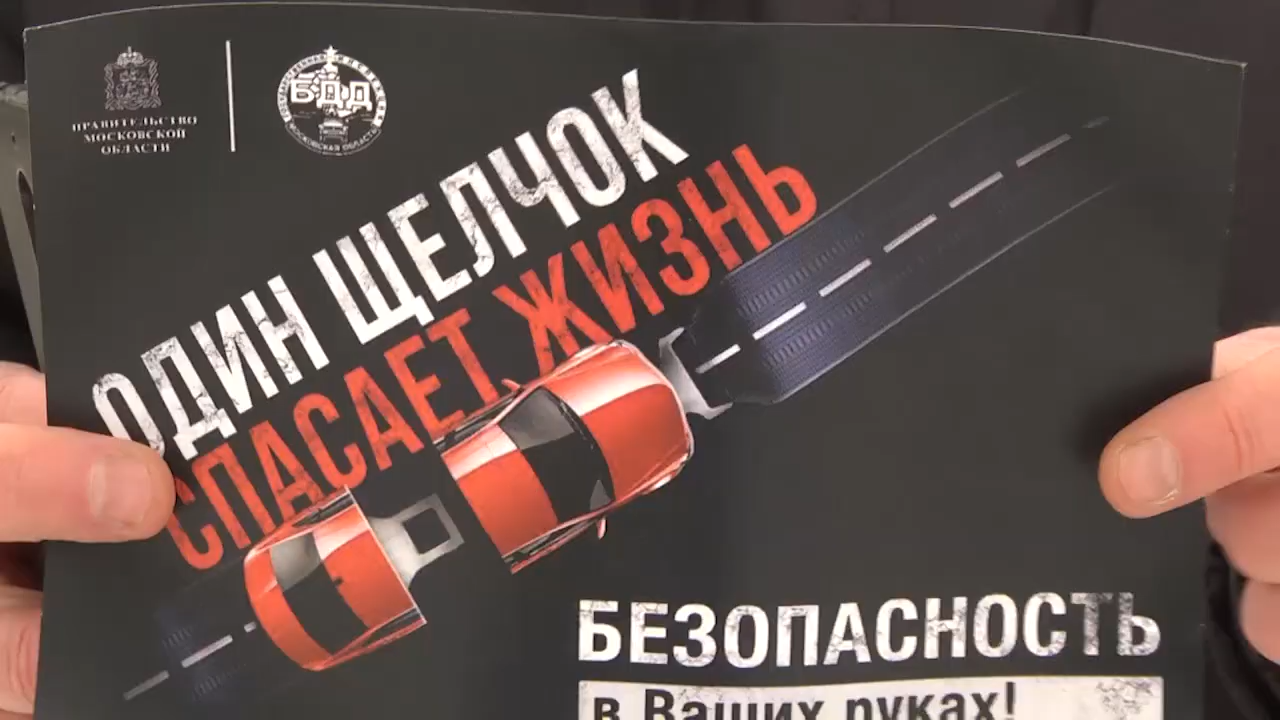 ПРАВИТЕЛЬСТВО
МОСКОВСКОЙ
ОБЛАСТИ
БДД
МОСКОВСКАЯ ОБЛАСТЬ
ОДИН ЩЕЛЧОК
СПАСАЕТ ЖИЗНЬ
БЕЗОПАСНОСТЬ
в Ваших руках!